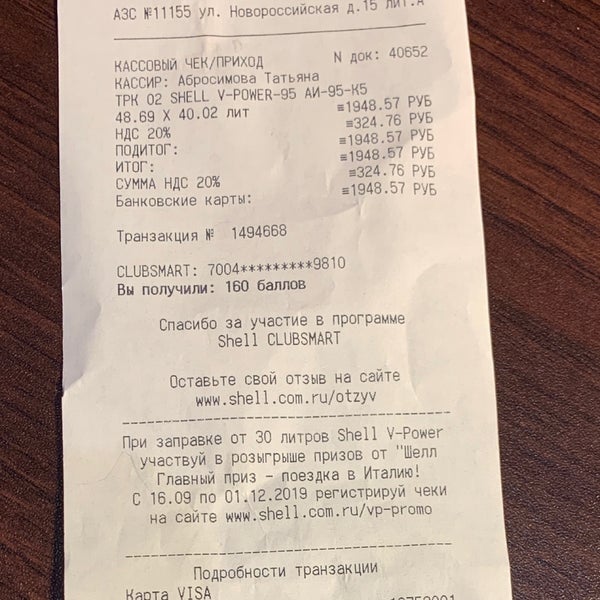 АЗС №11155 ул. Новороссийская д.15 лит.А
КАССОВЫЙ ЧЕК/ПРИХОД N док: 40652
КАССИР: Абросимова Татьяна
ТРК 02 SHELL V-POWER-95 АИ-95-К5
48.69 X 40.02 лит ≡1948.57 РУБ
НДС 20% ≡324.76 РУБ
ПОДИТОГ: ≡1948.57 РУБ
ИТОГ: ≡1948.57 РУБ
СУММА НДС 20% ≡324.76 РУБ
Банковские карты: ≡1948.57 РУБ
Транзакция № 1494668
CLUBSMART: 7004*********9810
Вы получили: 160 баллов
Спасибо за участие в программе
Shell CLUBSMART
Оставьте свой отзыв на сайте
www.shell.com.ru/otzyv
При заправке от 30 литров Shell V-Power
участвуй в розыгрыше призов от "Шелл
Главный приз - поездка в Италию!
С 16.09 по 01.12.2019 регистрируй чеки
на сайте www.shell.com.ru/vp-promo
Подробности транзакции
Карта VISA